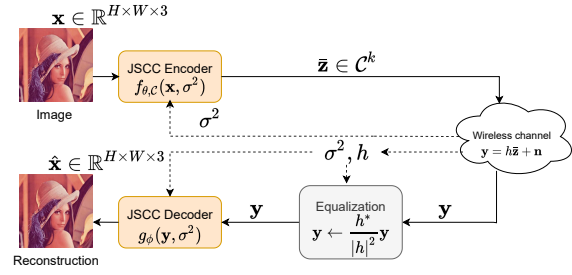 𝐱 ∈ ℝ^{H×W×3}
Image
JSCC Encoder
f_{θ,𝒞}(𝐱, σ²)
𝐳̄ ∈ 𝒞^k
σ²
Wireless channel
𝐲 = h𝐳̄ + 𝐧
σ², h
𝐱̂ ∈ ℝ^{H×W×3}
Reconstruction
JSCC Decoder
g_ϕ(𝐲, σ²)
𝐲
Equalization
𝐲 ← \frac{h^*}{|h|²}𝐲
𝐲